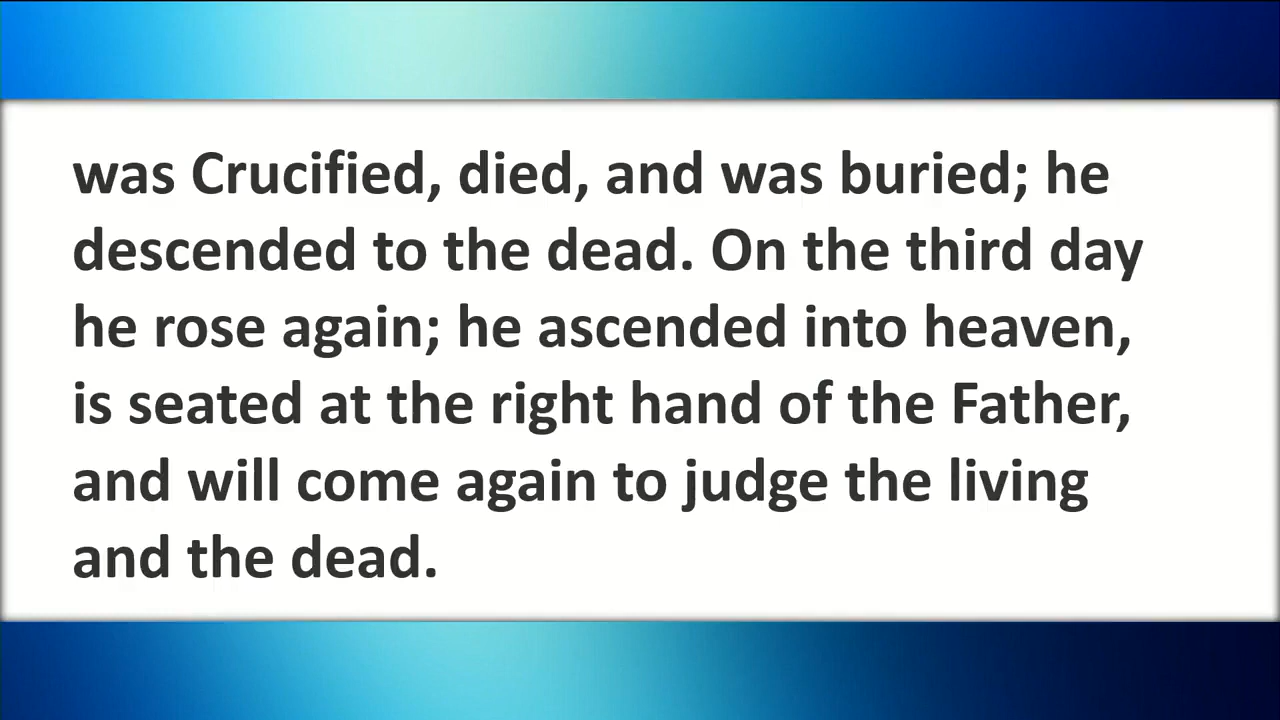 was Crucified, died, and was buried; he
descended to the dead. On the third day
he rose again; he ascended into heaven,
is seated at the right hand of the Father,
and will come again to judge the living
and the dead.